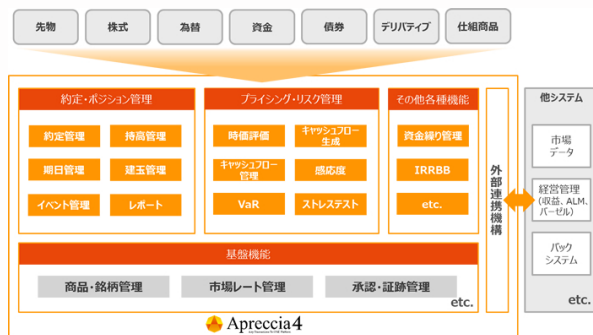 先物
株式
為替
資金
債券
デリバティブ
仕組商品
約定・ポジション管理
約定管理
持高管理
期日管理
建玉管理
イベント管理
レポート
プライシング・リスク管理
時価評価
キャッシュフロー
生成
キャッシュフロー
管理
感応度
VaR
ストレステスト
その他各種機能
資金繰り管理
IRRBB
etc.
基盤機能
商品・銘柄管理
市場レート管理
承認・証跡管理
etc.
外部連携機構
他システム
市場
データ
経営管理
(収益、ALM、
バーゼル)
バック
システム
etc.
Apreccia4